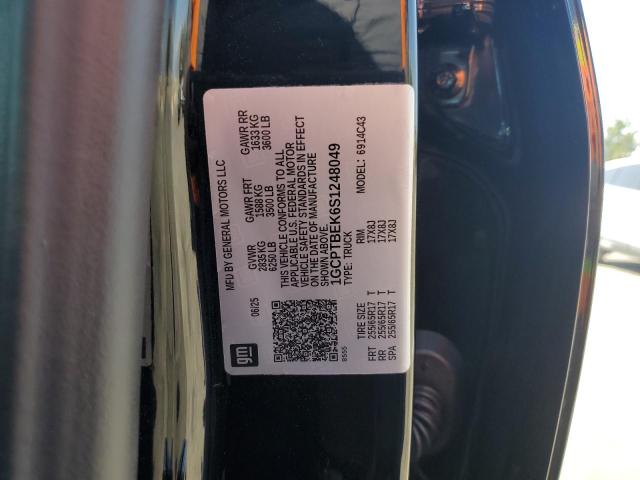 gm
MFD BY GENERAL MOTORS LLC
06/25
GVWR GAWR FRT GAWR RR
2835 KG 1588 KG 1633 KG
6250 LB 3500 LB 3600 LB
THIS VEHICLE CONFORMS TO ALL
APPLICABLE U.S. FEDERAL MOTOR
VEHICLE SAFETY STANDARDS IN EFFECT
ON THE DATE OF MANUFACTURE
SHOWN ABOVE.
1GCPTBEK6S1248049
TYPE: TRUCK MODEL: 6914C43
B555
TIRE SIZE RIM
FRT 255/65R17 T 17X8J
RR 255/65R17 T 17X8J
SPA 255/65R17 T 17X8J